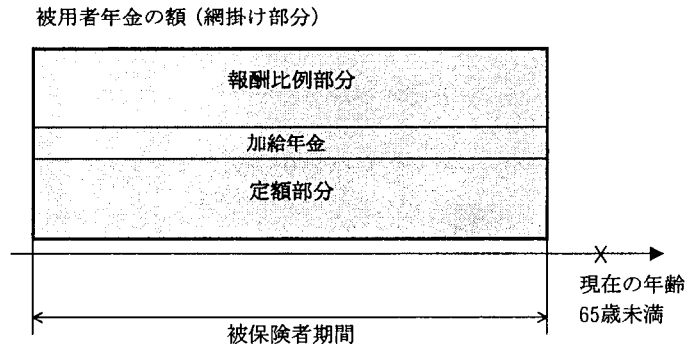 被用者年金の額（網掛け部分）
報酬比例部分
加給年金
定額部分
現在の年齢
65歳未満
被保険者期間